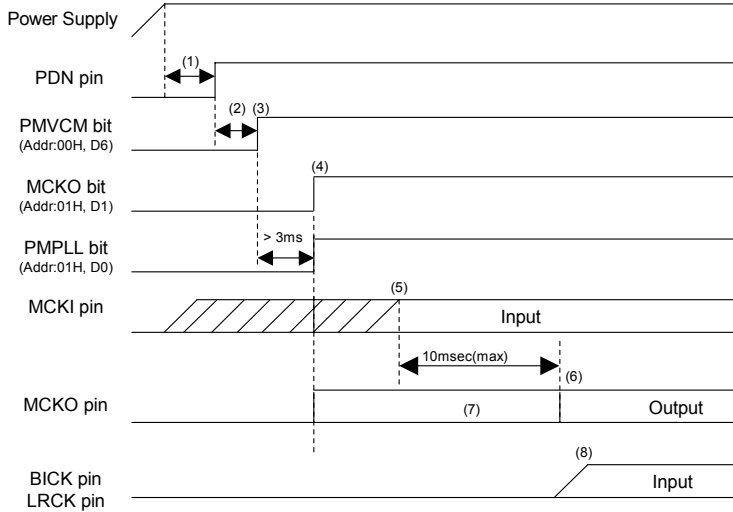 Power Supply
(1)
PDN pin
(2) (3)
PMVCM bit
(Addr:00H, D6)
(4)
MCKO bit
(Addr:01H, D1)
> 3ms
PMPLL bit
(Addr:01H, D0)
(5)
MCKI pin
Input
10msec(max)
(6)
MCKO pin
(7)
Output
(8)
BICK pin
LRCK pin
Input